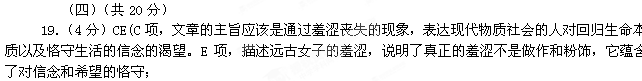 （四）(共 20 分)
19.（4 分）CE(C 项，文章的主旨应该是通过羞涩丧失的现象，表达现代物质社会的人对回归生命本
质以及恪守生活的信念的渴望。E 项，描述远古女子的羞涩，说明了真正的羞涩不是做作和粉饰，它蕴含
了对信念和希望的恪守；